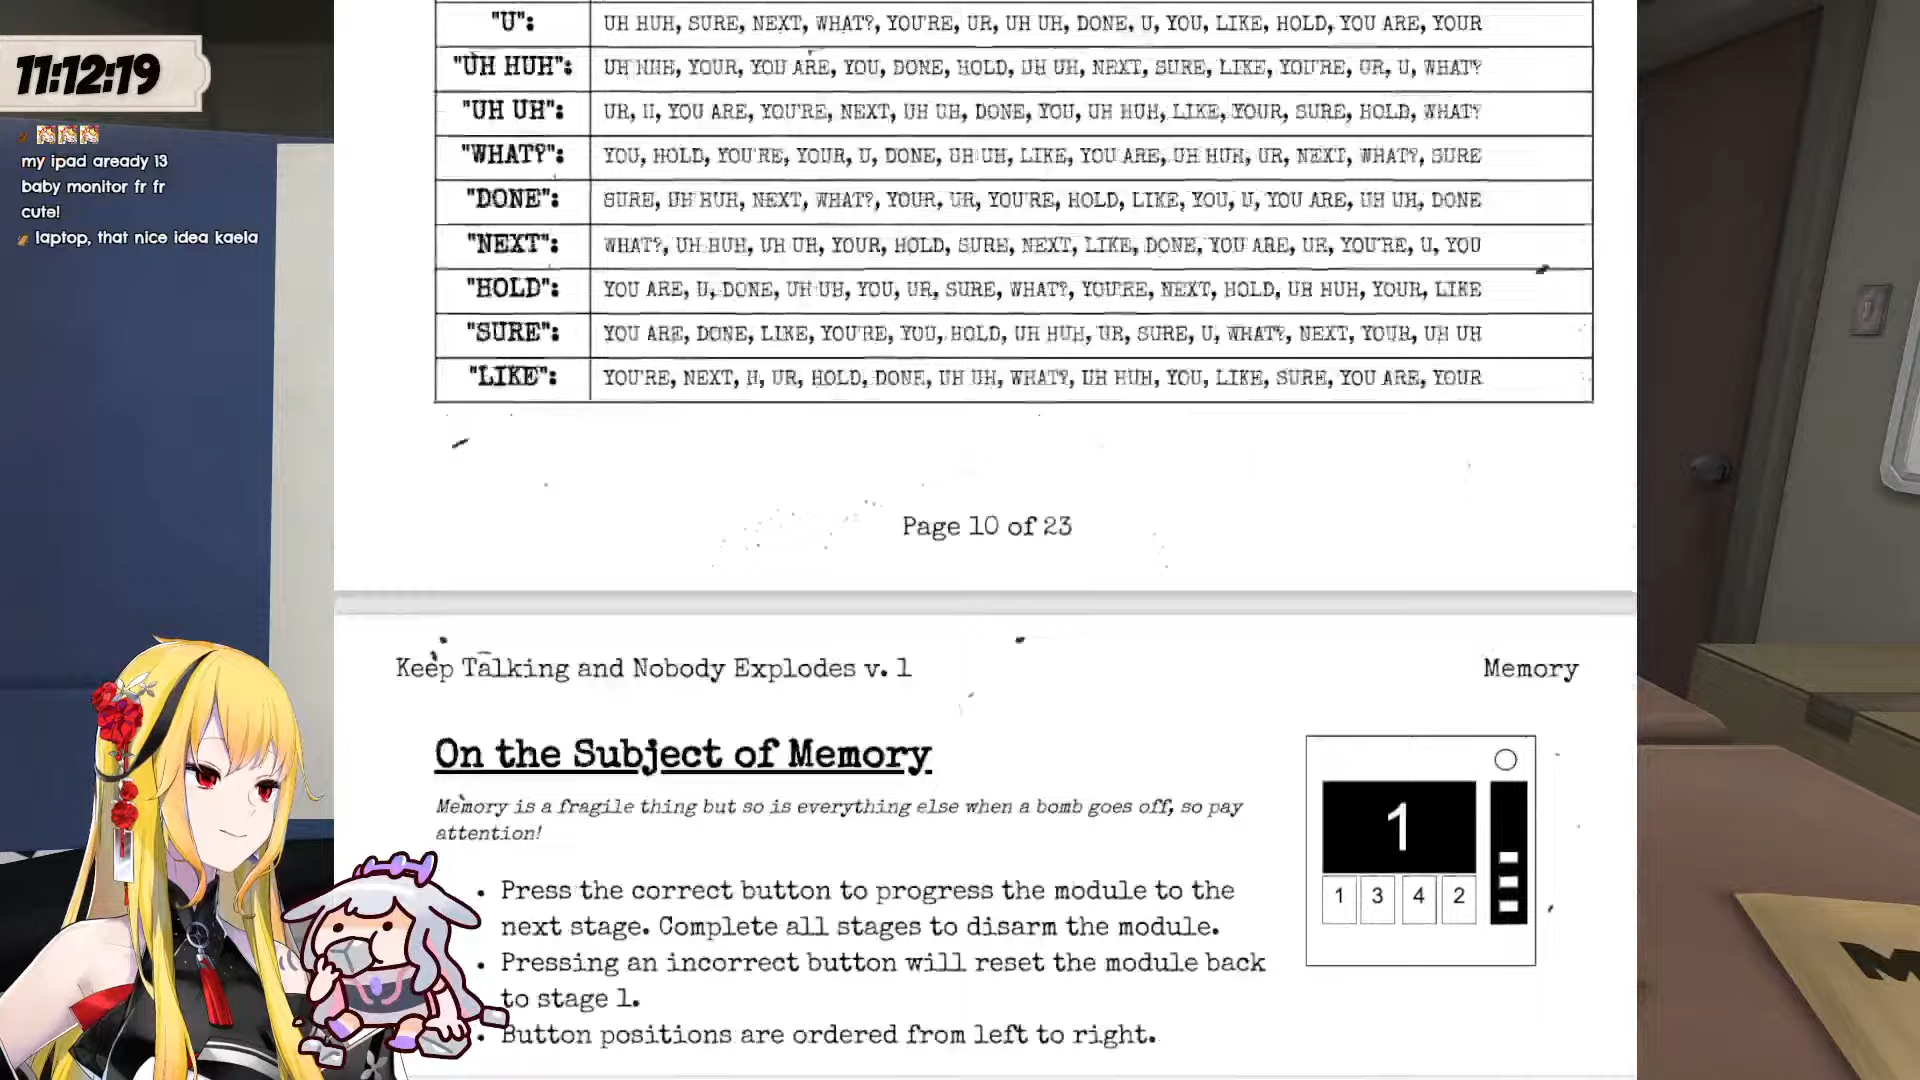 11:12:19
my ipad aready 13
baby monitor fr fr
cute!
laptop, that nice idea kaela
"U": UH HUH, SURE, NEXT, WHAT?, YOU'RE, UR, UH UH, DONE, U, YOU, LIKE, HOLD, YOU ARE, YOUR
"UH HUH": UH HUH, YOUR, YOU ARE, YOU, DONE, HOLD, UH UH, NEXT, SURE, LIKE, YOU'RE, UR, U, WHAT?
"UH UH": UR, U, YOU ARE, YOU'RE, NEXT, UH UH, DONE, YOU, UH HUH, LIKE, YOUR, SURE, HOLD, WHAT?
"WHAT?": YOU, HOLD, YOU'RE, YOUR, U, DONE, UH UH, LIKE, YOU ARE, UH HUH, UR, NEXT, WHAT?, SURE
"DONE": SURE, UH HUH, NEXT, WHAT?, YOUR, UR, YOU'RE, HOLD, LIKE, YOU, U, YOU ARE, UH UH, DONE
"NEXT": WHAT?, UH HUH, UH UH, YOUR, HOLD, SURE, NEXT, LIKE, DONE, YOU ARE, UR, YOU'RE, U, YOU
"HOLD": YOU ARE, U, DONE, UH UH, YOU, UR, SURE, WHAT?, YOU'RE, NEXT, HOLD, UH HUH, YOUR, LIKE
"SURE": YOU ARE, DONE, LIKE, YOU'RE, YOU, HOLD, UH HUH, UR, SURE, U, WHAT?, NEXT, YOUR, UH UH
"LIKE": YOU'RE, NEXT, U, UR, HOLD, DONE, UH UH, WHAT?, UH HUH, YOU, LIKE, SURE, YOU ARE, YOUR
Page 10 of 23
Keep Talking and Nobody Explodes v. 1
Memory
On the Subject of Memory
Memory is a fragile thing but so is everything else when a bomb goes off, so pay
attention!
1
1 3 4 2
• Press the correct button to progress the module to the
next stage. Complete all stages to disarm the module.
• Pressing an incorrect button will reset the module back
to stage 1.
• Button positions are ordered from left to right.